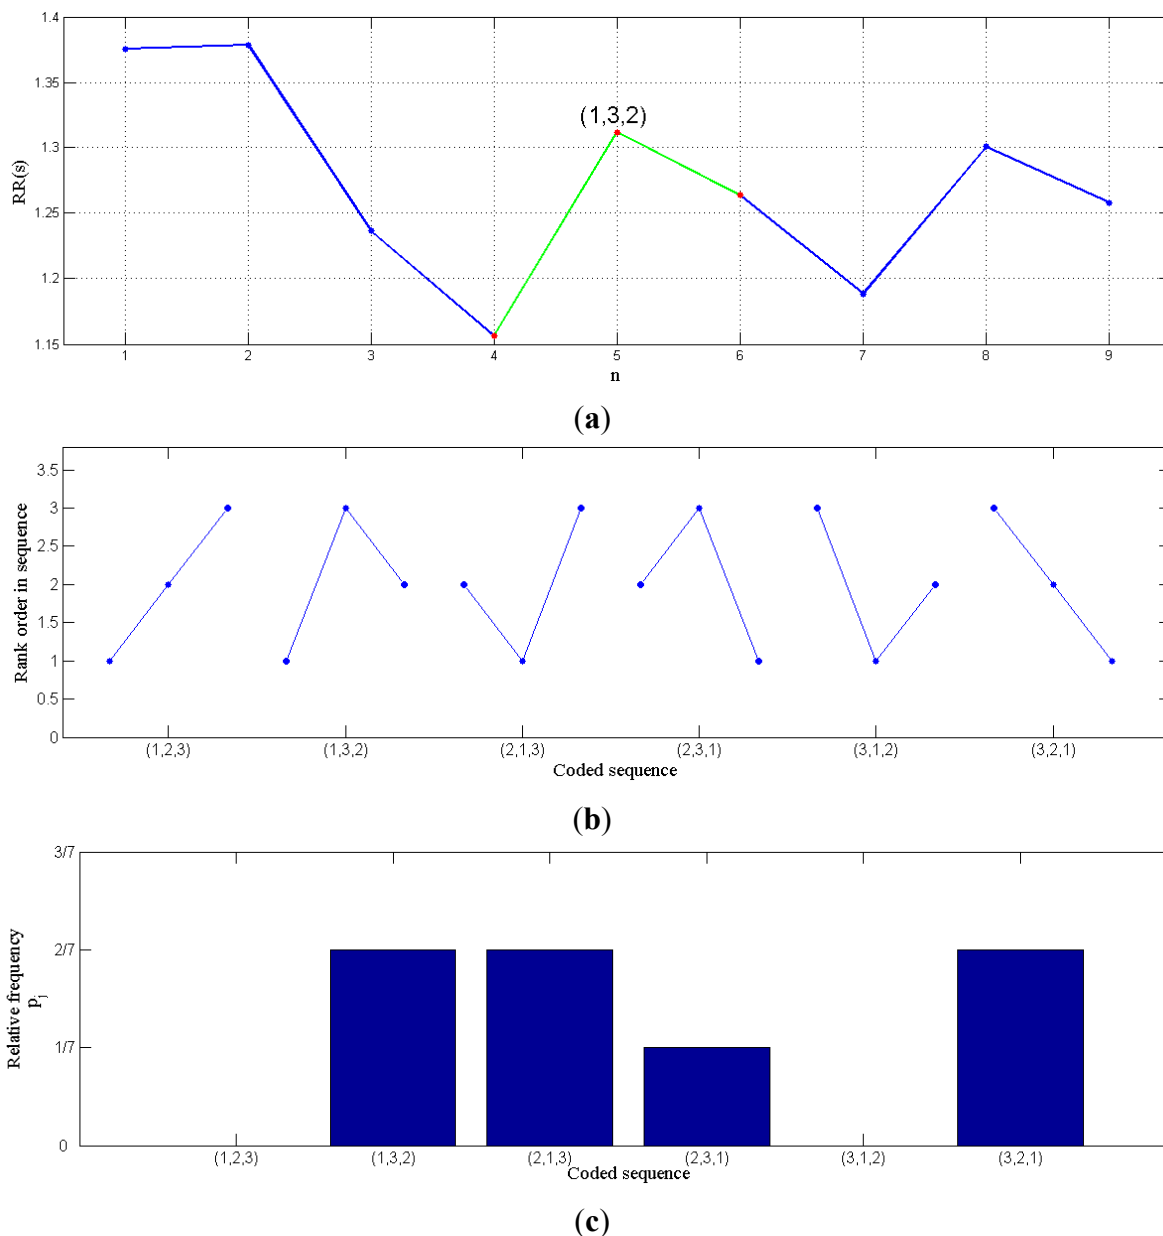 1.4
1.35
1.3
1.25
1.2
1.15
RR(s)
(1,3,2)
1 2 3 4 5 6 7 8 9
n
(a)
3.5
3
2.5
2
1.5
1
0.5
0
Rank order in sequence
(1,2,3) (1,3,2) (2,1,3) (2,3,1) (3,1,2) (3,2,1)
Coded sequence
(b)
3/7
2/7
1/7
0
Relative frequency
pj
(1,2,3) (1,3,2) (2,1,3) (2,3,1) (3,1,2) (3,2,1)
Coded sequence
(c)